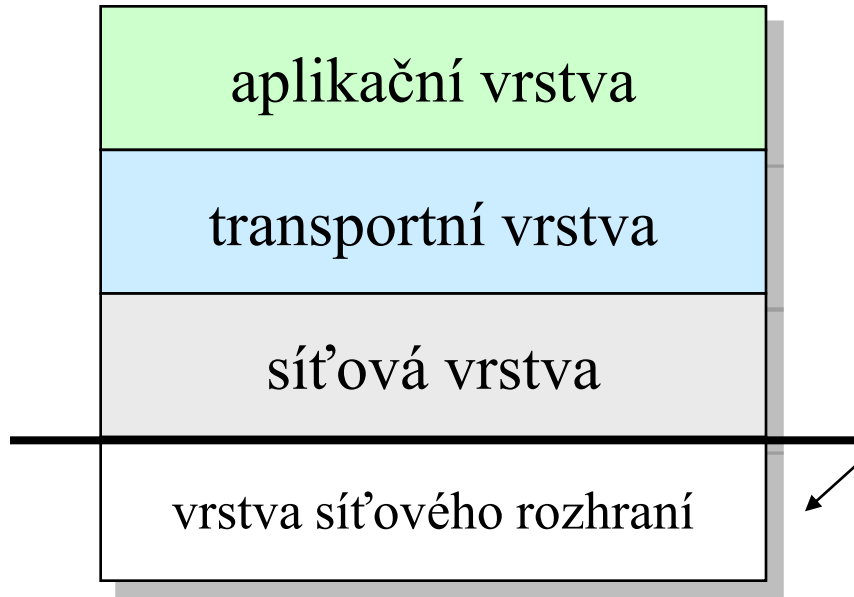 aplikační vrstva
transportní vrstva
síťová vrstva
vrstva síťového rozhraní